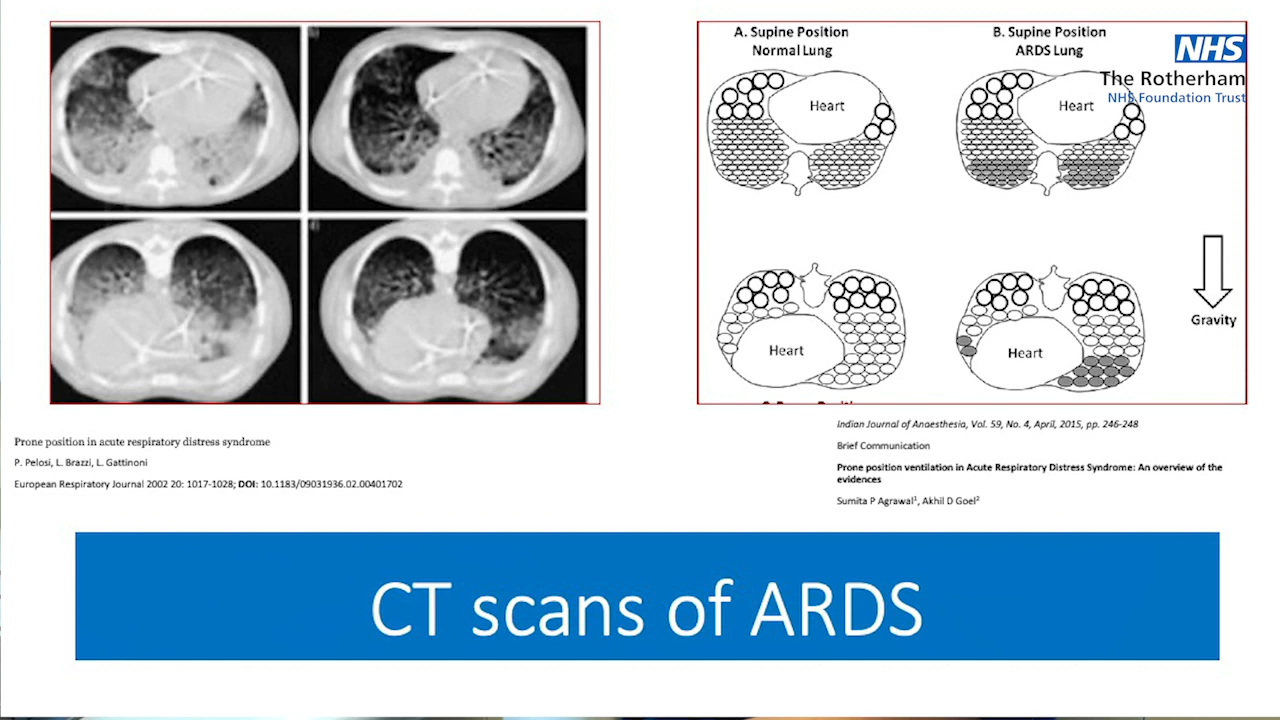 A. Supine Position
Normal Lung
B. Supine Position
ARDS Lung
NHS
The Rotherham
NHS Foundation Trust
Heart
Heart
Gravity
Heart
Heart
Prone position in acute respiratory distress syndrome
P. Pelosi, L. Brazzi, L. Gattinoni
European Respiratory Journal 2002 20: 1017-1028; DOI: 10.1183/09031936.02.00401702
Indian Journal of Anaesthesia, Vol. 59, No. 4, April, 2015, pp. 246-248
Brief Communication
Prone position ventilation in Acute Respiratory Distress Syndrome: An overview of the
evidences
Sumita P Agrawal¹, Akhil D Goel²
CT scans of ARDS